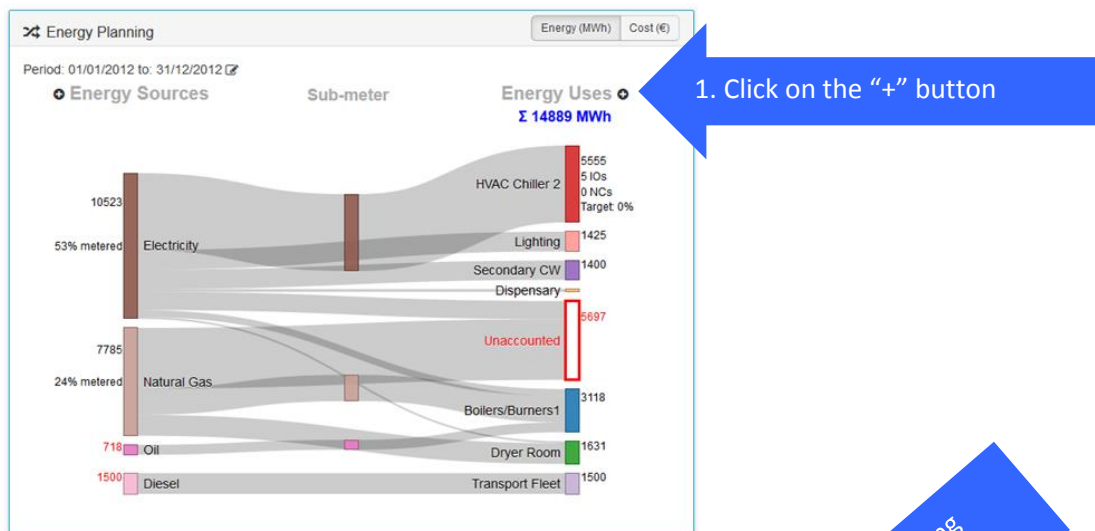 Energy Planning
Energy (MWh) Cost (€)
Period: 01/01/2012 to: 31/12/2012
Energy Sources Sub-meter Energy Uses
Σ 14889 MWh
1. Click on the “+” button
10523
53% metered
Electricity
7785
24% metered
Natural Gas
718
Oil
1500
Diesel
HVAC Chiller 2
5555
5 IOs
0 NCs
Target: 0%
Lighting
1425
Secondary CW
1400
Dispensary
Unaccounted
5697
Boilers/Burners1
3118
Dryer Room
1631
Transport Fleet
1500